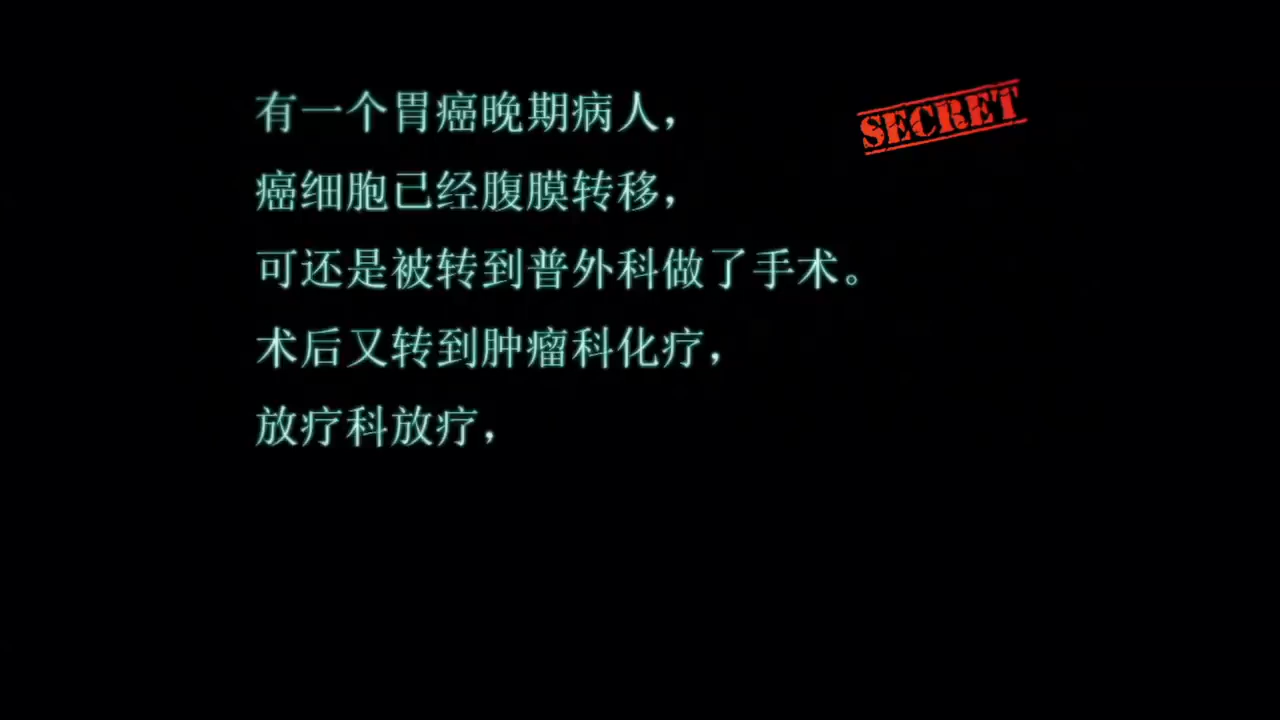 有一个胃癌晚期病人，
SECRET
癌细胞已经腹膜转移，
可还是被转到普外科做了手术。
术后又转到肿瘤科化疗，
放疗科放疗，